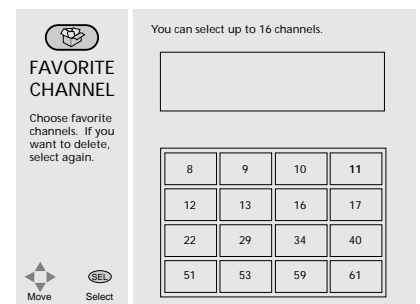 FAVORITE
CHANNEL
Choose favorite
channels. If you
want to delete,
select again.
Move
SEL
Select
You can select up to 16 channels.
8 9 10 11
12 13 16 17
22 29 34 40
51 53 59 61